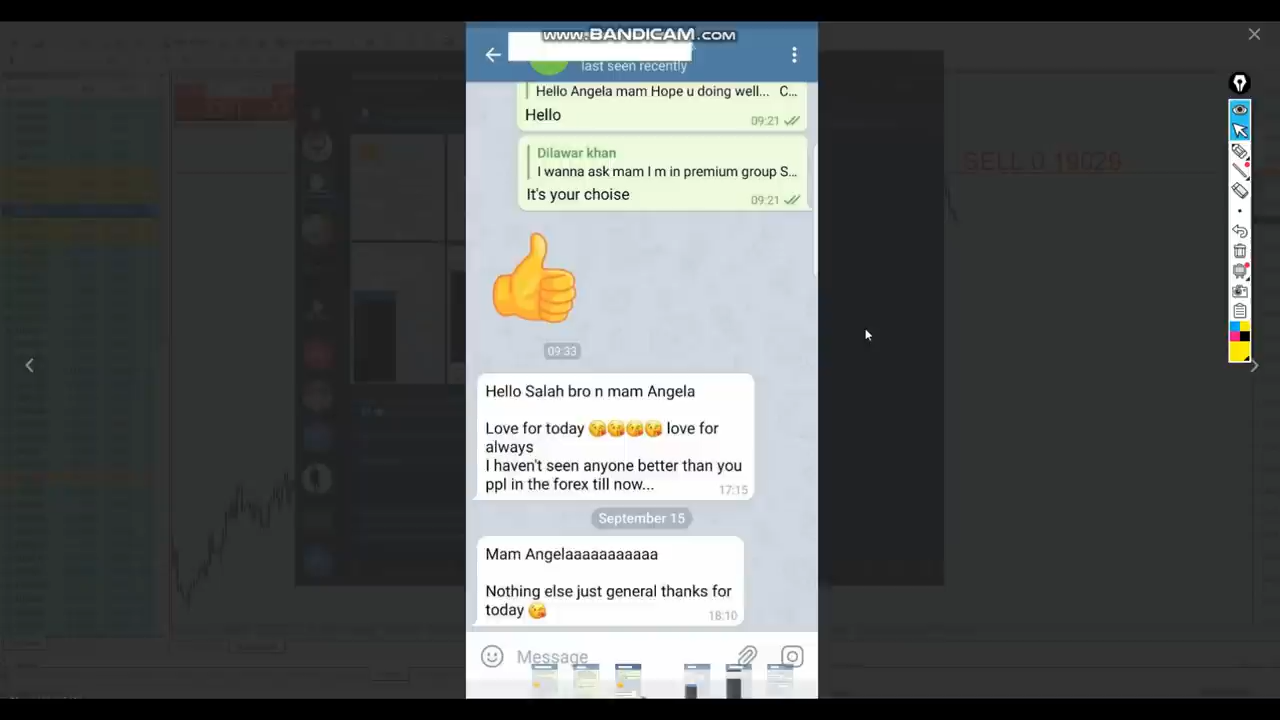 www.BANDICAM.com
last seen recently
Hello Angela mam Hope u doing well... C...
Hello
09:21
Dilawar khan
I wanna ask mam I m in premium group S...
It's your choise
09:21
SELL 0.19026
09:33
Hello Salah bro n mam Angela
Love for today 😘😘😘😘 love for
always
I haven't seen anyone better than you
ppl in the forex till now...
17:15
September 15
Mam Angelaaaaaaaaaaa
Nothing else just general thanks for
today 😘
18:10
Message